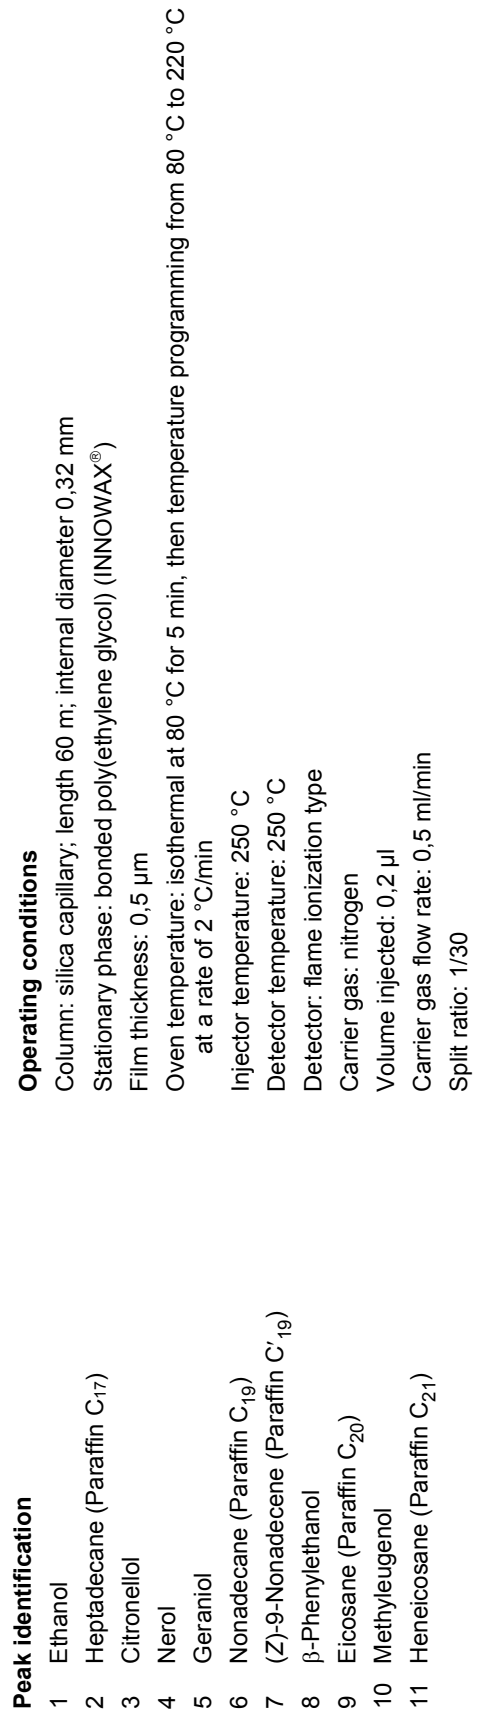 Peak identification
1 Ethanol
2 Heptadecane (Paraffin C17)
3 Citronellol
4 Nerol
5 Geraniol
6 Nonadecane (Paraffin C19)
7 (Z)-9-Nonadecene (Paraffin C′19)
8 β-Phenylethanol
9 Eicosane (Paraffin C20)
10 Methyleugenol
11 Heneicosane (Paraffin C21)
Operating conditions
Column: silica capillary; length 60 m; internal diameter 0,32 mm
Stationary phase: bonded poly(ethylene glycol) (INNOWAX®)
Film thickness: 0,5 µm
Oven temperature: isothermal at 80 °C for 5 min, then temperature programming from 80 °C to 220 °C
at a rate of 2 °C/min
Injector temperature: 250 °C
Detector temperature: 250 °C
Detector: flame ionization type
Carrier gas: nitrogen
Volume injected: 0,2 µl
Carrier gas flow rate: 0,5 ml/min
Split ratio: 1/30